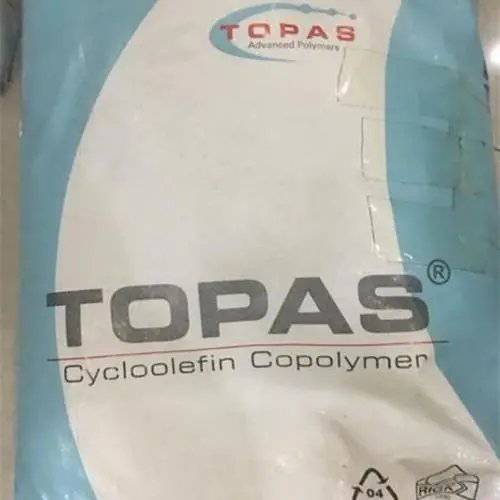 TOPAS
Advanced Polymers
TOPAS®
Cycloolefin Copolymer
04